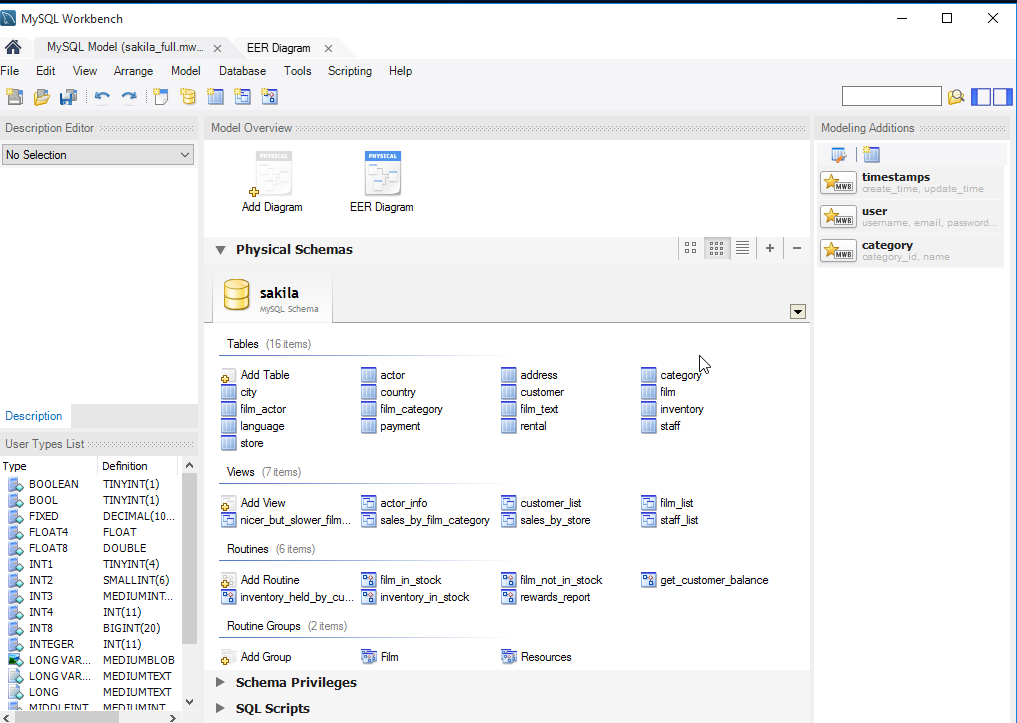 MySQL Workbench
MySQL Model (sakila_full.mw... EER Diagram
File Edit View Arrange Model Database Tools Scripting Help
Description Editor
No Selection
Description
User Types List
Type Definition
BOOLEAN TINYINT(1)
BOOL TINYINT(1)
FIXED DECIMAL(10...
FLOAT4 FLOAT
FLOAT8 DOUBLE
INT1 TINYINT(4)
INT2 SMALLINT(6)
INT3 MEDIUMINT...
INT4 INT(11)
INT8 BIGINT(20)
INTEGER INT(11)
LONG VAR... MEDIUMBLOB
LONG VAR... MEDIUMTEXT
LONG MEDIUMTEXT
MIDDLEINT MEDIUMINT
Model Overview
PHYSICAL PHYSICAL
Add Diagram EER Diagram
Physical Schemas
sakila
MySQL Schema
Tables (16 items)
Add Table actor address category
city country customer film
film_actor film_category film_text inventory
language payment rental staff
store
Views (7 items)
Add View actor_info customer_list film_list
nicer_but_slower_film... sales_by_film_category sales_by_store staff_list
Routines (6 items)
Add Routine film_in_stock film_not_in_stock get_customer_balance
inventory_held_by_cu... inventory_in_stock rewards_report
Routine Groups (2 items)
Add Group Film Resources
Schema Privileges
SQL Scripts
Modeling Additions
MWB timestamps
create_time, update_time
MWB user
username, email, password...
MWB category
category_id, name